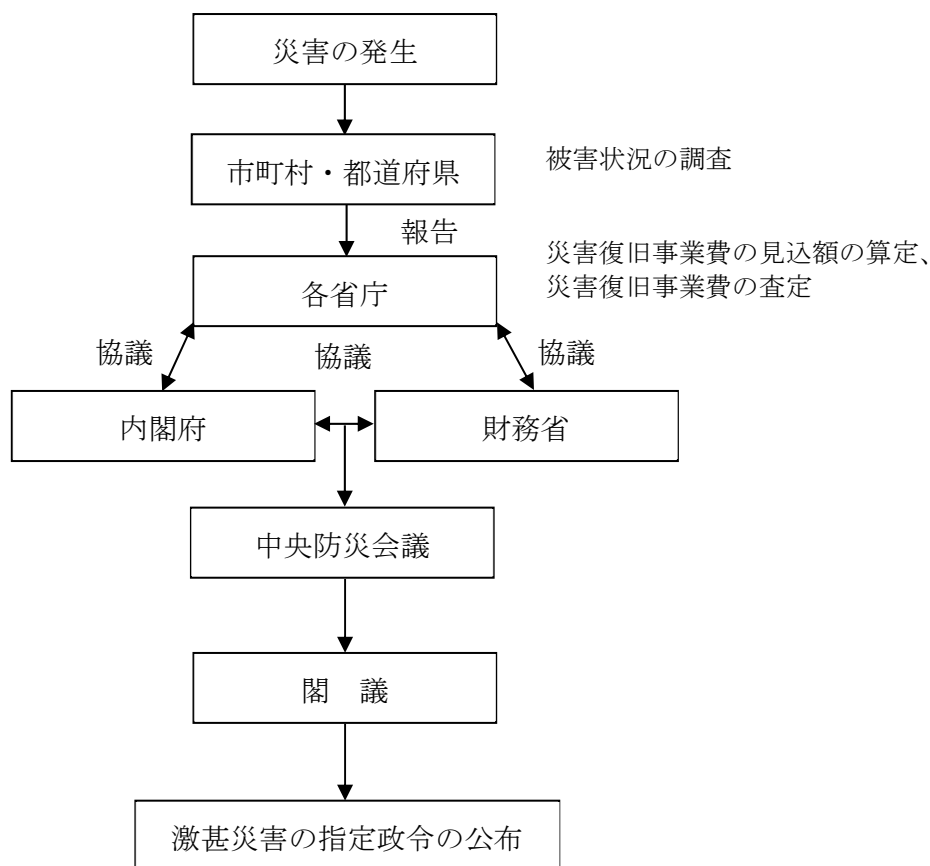 災害の発生
市町村・都道府県
被害状況の調査
報告
各省庁
災害復旧事業費の見込額の算定、
災害復旧事業費の査定
協議
協議
協議
内閣府
財務省
中央防災会議
閣　議
激甚災害の指定政令の公布